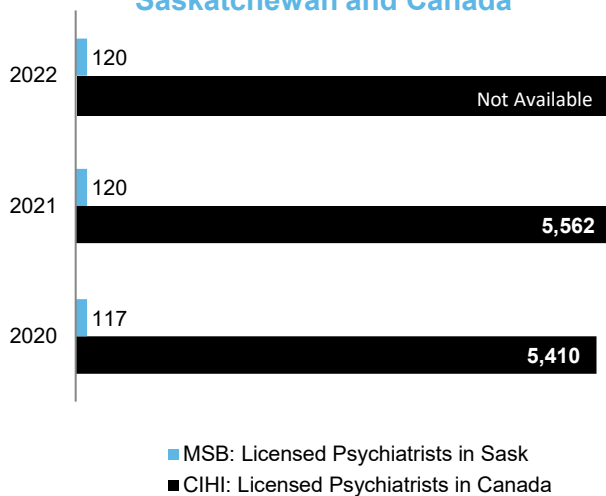 Saskatchewan and Canada
2022
120
Not Available
2021
120
5,562
2020
117
5,410
MSB: Licensed Psychiatrists in Sask
CIHI: Licensed Psychiatrists in Canada